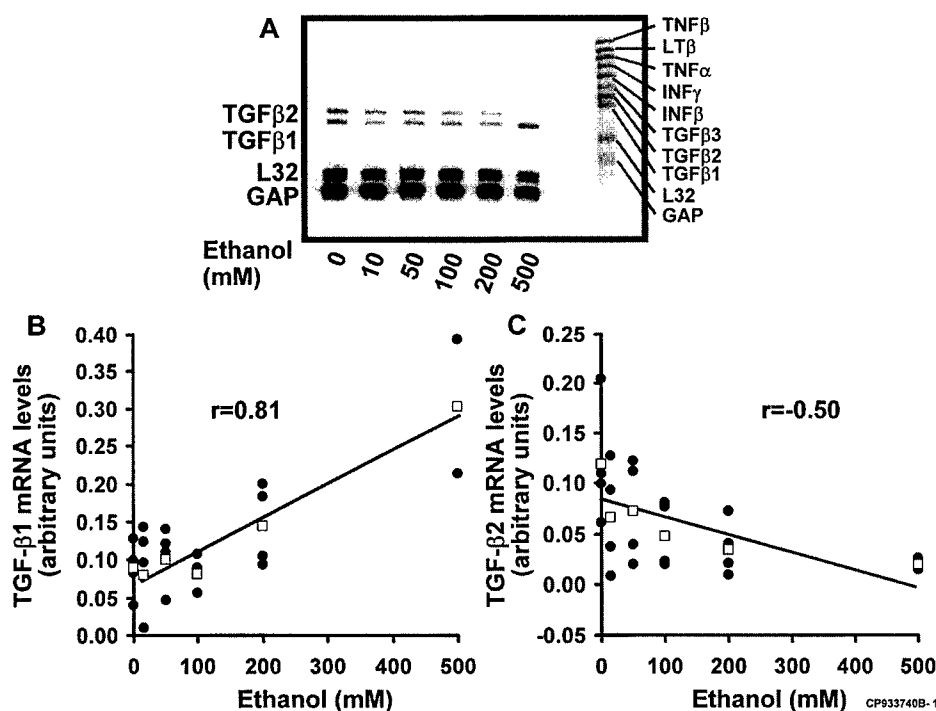 A
TNFβ
LTβ
TNFα
INFγ
INFβ
TGFβ3
TGFβ2
TGFβ1
L32
GAP
TGFβ2
TGFβ1
L32
GAP
Ethanol
(mM)
0 10 50 100 200 500
B
TGF-β1 mRNA levels
(arbitrary units)
0.40
0.35
0.30
0.25
0.20
0.15
0.10
0.05
0.00
r=0.81
0 100 200 300 400 500
Ethanol (mM)
C
TGF-β2 mRNA levels
(arbitrary units)
0.25
0.20
0.15
0.10
0.05
0.00
-0.05
r=-0.50
0 100 200 300 400 500
Ethanol (mM)
CP933740B-1